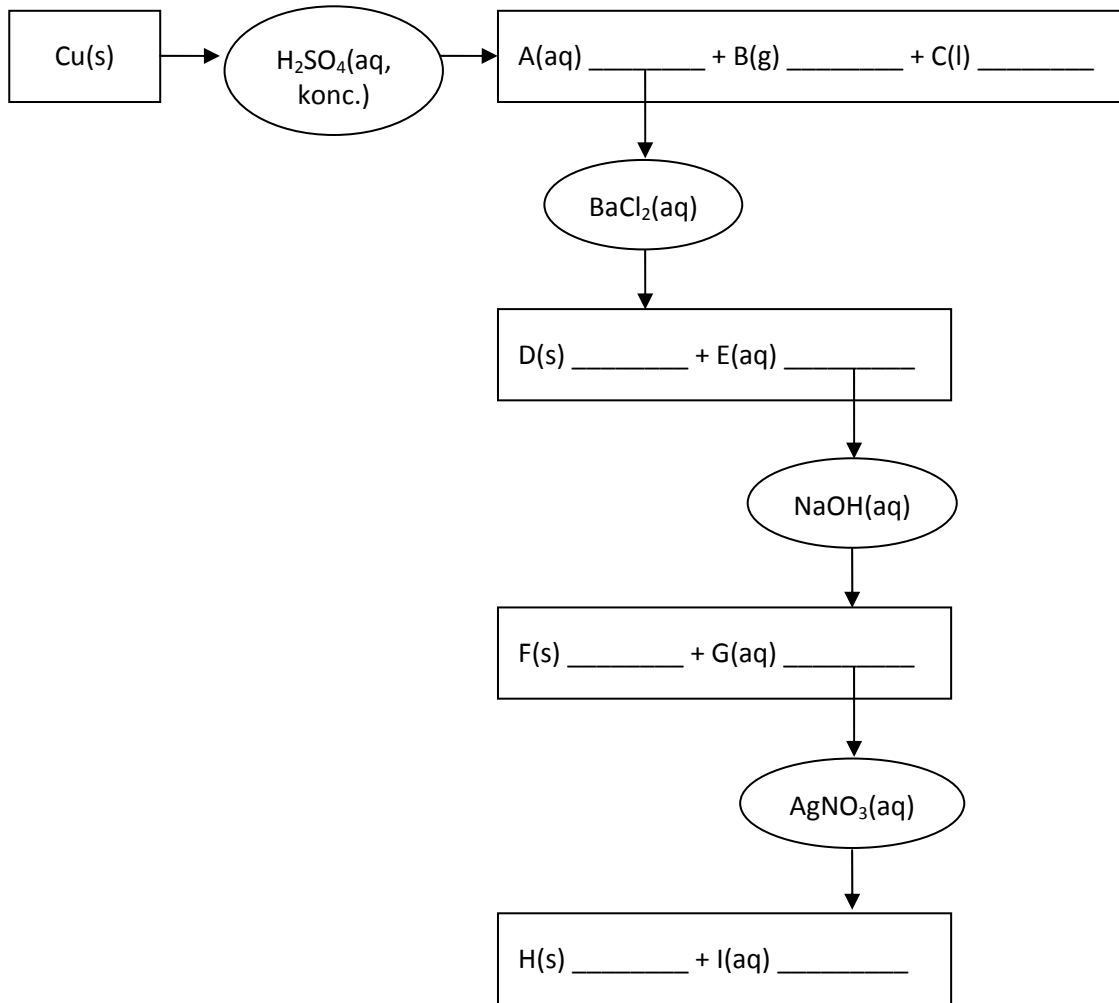 Cu(s)
H₂SO₄(aq,
konc.)
A(aq) ________ + B(g) ________ + C(l) ________
BaCl₂(aq)
D(s) ________ + E(aq) _________
NaOH(aq)
F(s) ________ + G(aq) _________
AgNO₃(aq)
H(s) ________ + I(aq) _________